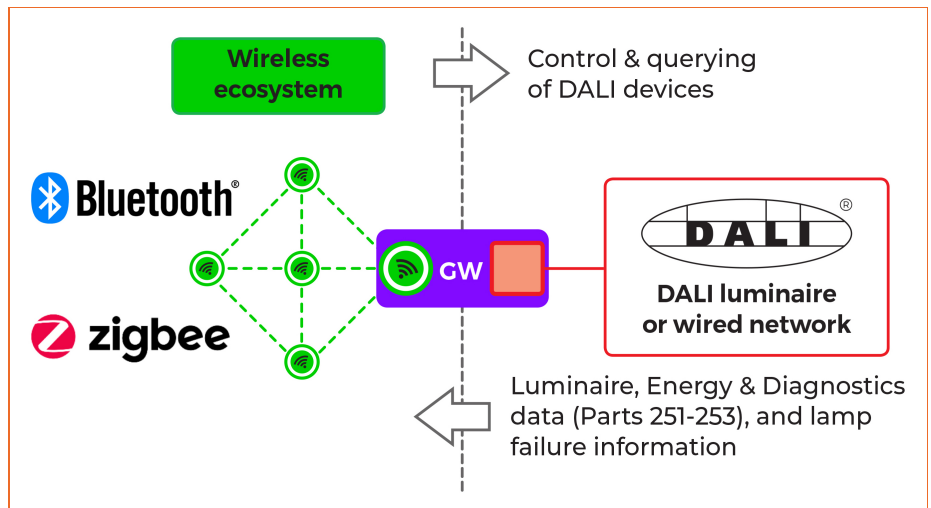 Wireless
ecosystem
Control & querying
of DALI devices
Bluetooth®
DALI ®
GW
DALI luminaire
or wired network
zigbee
Luminaire, Energy & Diagnostics
data (Parts 251-253), and lamp
failure information